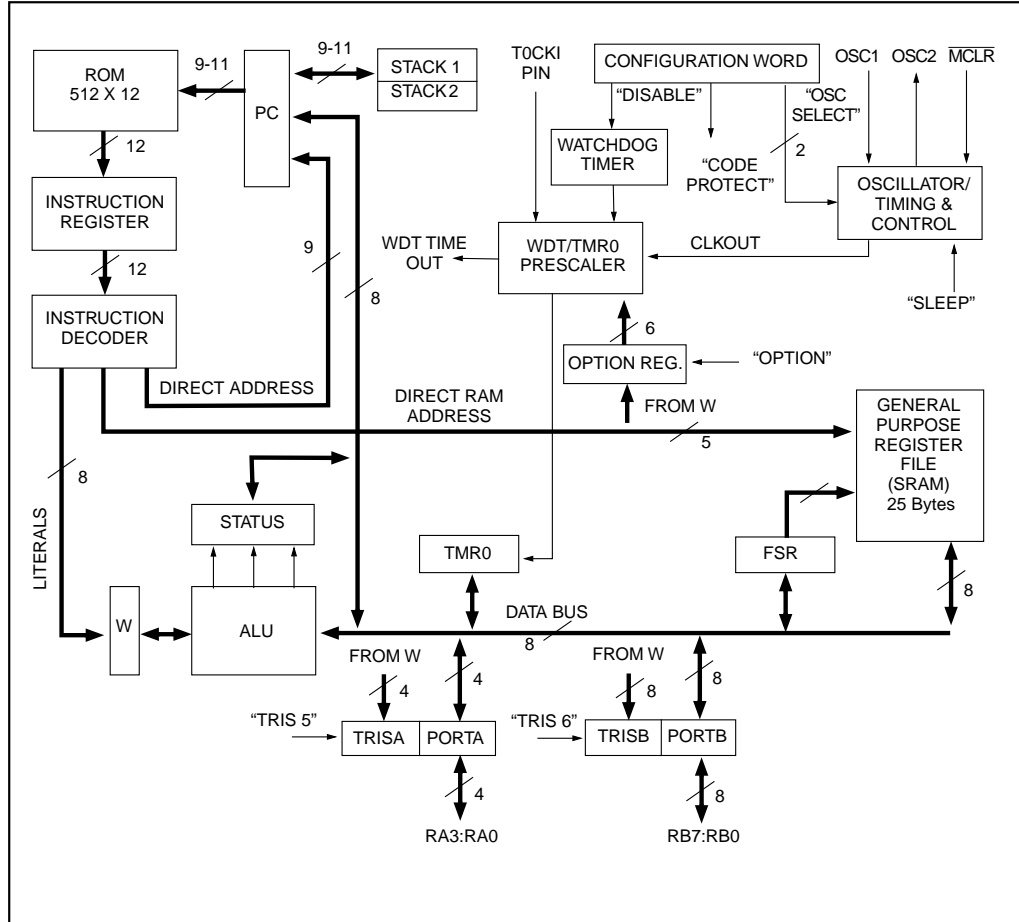 9-11
9-11
T0CKI
PIN
CONFIGURATION WORD
OSC1
OSC2
MCLR
ROM
512 X 12
STACK 1
STACK 2
PC
“DISABLE”
“OSC
SELECT”
WATCHDOG
TIMER
2
“CODE
PROTECT”
12
OSCILLATOR/
TIMING &
CONTROL
INSTRUCTION
REGISTER
9
8
WDT TIME
OUT
WDT/TMR0
PRESCALER
CLKOUT
12
“SLEEP”
INSTRUCTION
DECODER
6
OPTION REG.
“OPTION”
DIRECT ADDRESS
DIRECT RAM
ADDRESS
FROM W
5
GENERAL
PURPOSE
REGISTER
FILE
(SRAM)
25 Bytes
8
LITERALS
STATUS
TMR0
FSR
8
W
ALU
DATA BUS
8
FROM W
4
4
FROM W
8
8
“TRIS 5”
TRISA
PORTA
“TRIS 6”
TRISB
PORTB
4
8
RA3:RA0
RB7:RB0